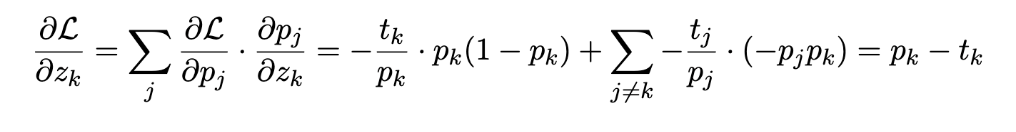 ∂ℒ/∂z_k = ∑_j ∂ℒ/∂p_j · ∂p_j/∂z_k = −t_k/p_k · p_k(1 − p_k) + ∑_{j≠k} −t_j/p_j · (−p_j p_k) = p_k − t_k